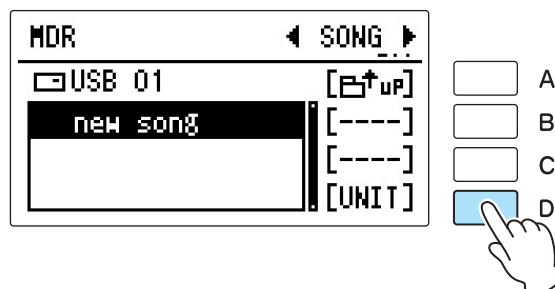 MDR SONG
USB 01 [UP]
new song [----]
[----]
[UNIT]
A
B
C
D